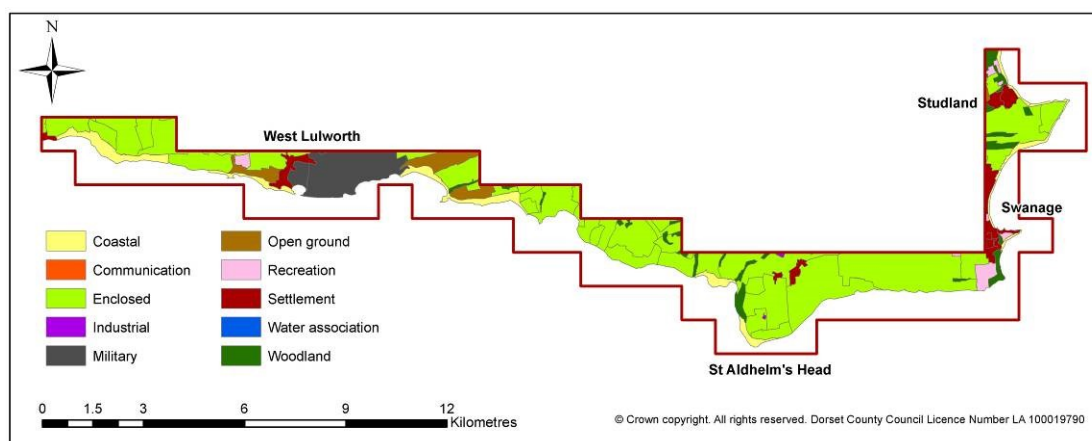 N
Studland
West Lulworth
Swanage
Coastal
Communication
Enclosed
Industrial
Military
Open ground
Recreation
Settlement
Water association
Woodland
St Aldhelm's Head
0 1.5 3 6 9 12
Kilometres
© Crown copyright. All rights reserved. Dorset County Council Licence Number LA 100019790